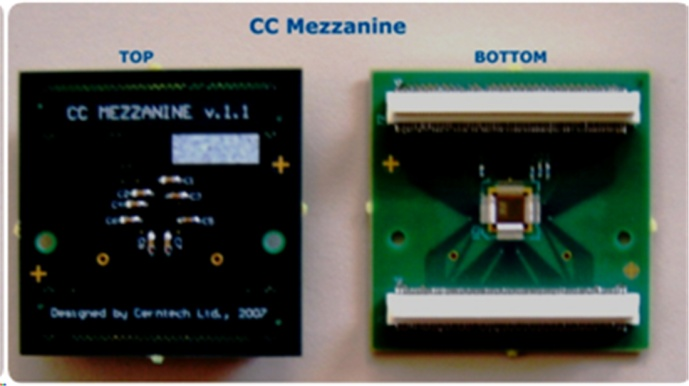 CC Mezzanine
TOP
BOTTOM
CC MEZZANINE v.1.1
Designed by Cerntech Ltd., 2007